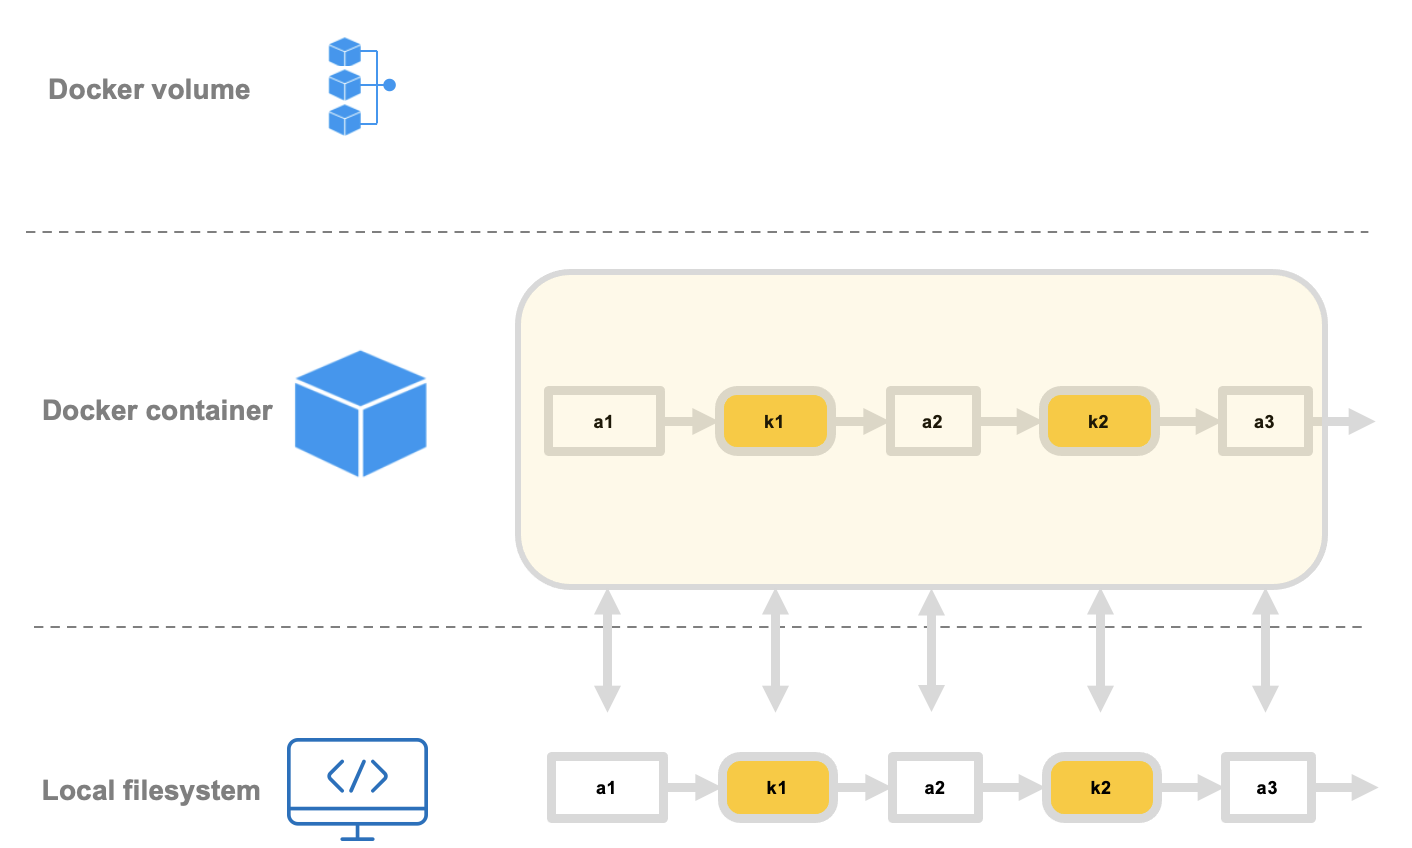 Docker volume
Docker container
a1
k1
a2
k2
a3
Local filesystem
</>
a1
k1
a2
k2
a3